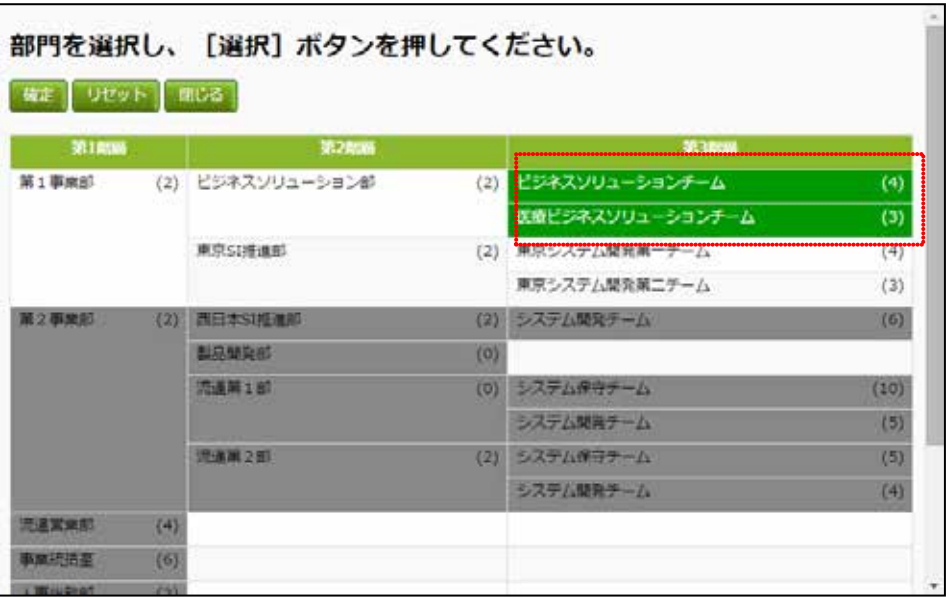 部門を選択し、［選択］ボタンを押してください。
確定 リセット 閉じる
第1階層 第2階層 第3階層
第１事業部 (2) ビジネスソリューション部 (2) ビジネスソリューションチーム (4)
医療ビジネスソリューションチーム (3)
東京SI推進部 (2) 東京システム開発第一チーム (4)
東京システム開発第二チーム (3)
第２事業部 (2) 西日本SI推進部 (2) システム開発チーム (6)
製品開発部 (0)
流通第１部 (0) システム保守チーム (10)
システム開発チーム (5)
流通第２部 (2) システム保守チーム (5)
システム開発チーム (4)
流通営業部 (4)
事業統括室 (6)